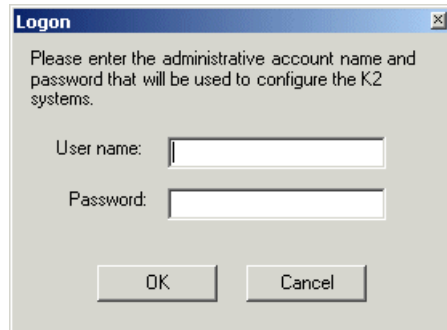 Logon
Please enter the administrative account name and
password that will be used to configure the K2
systems.
User name:
Password:
OK Cancel